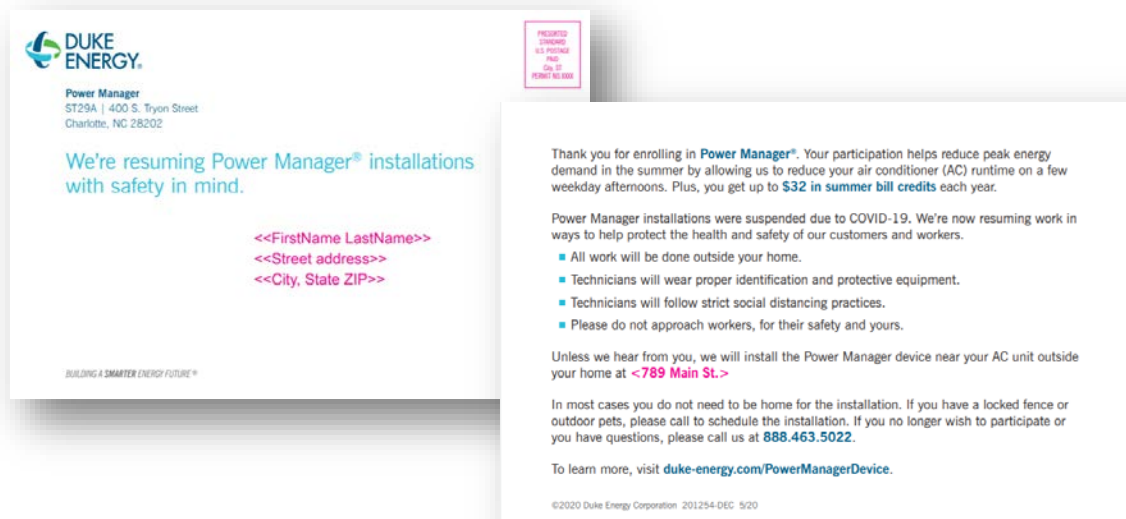 DUKE
ENERGY®
PRESORTED
STANDARD
U.S. POSTAGE
PAID
City, ST
PERMIT NO. 0000
Power Manager
ST29A | 400 S. Tryon Street
Charlotte, NC 28202
We're resuming Power Manager® installations
with safety in mind.
<<FirstName LastName>>
<<Street address>>
<<City, State ZIP>>
BUILDING A SMARTER ENERGY FUTURE®
Thank you for enrolling in Power Manager®. Your participation helps reduce peak energy
demand in the summer by allowing us to reduce your air conditioner (AC) runtime on a few
weekday afternoons. Plus, you get up to $32 in summer bill credits each year.
Power Manager installations were suspended due to COVID-19. We're now resuming work in
ways to help protect the health and safety of our customers and workers.
All work will be done outside your home.
Technicians will wear proper identification and protective equipment.
Technicians will follow strict social distancing practices.
Please do not approach workers, for their safety and yours.
Unless we hear from you, we will install the Power Manager device near your AC unit outside
your home at <789 Main St.>
In most cases you do not need to be home for the installation. If you have a locked fence or
outdoor pets, please call to schedule the installation. If you no longer wish to participate or
you have questions, please call us at 888.463.5022.
To learn more, visit duke-energy.com/PowerManagerDevice.
©2020 Duke Energy Corporation 201254-DEC 5/20